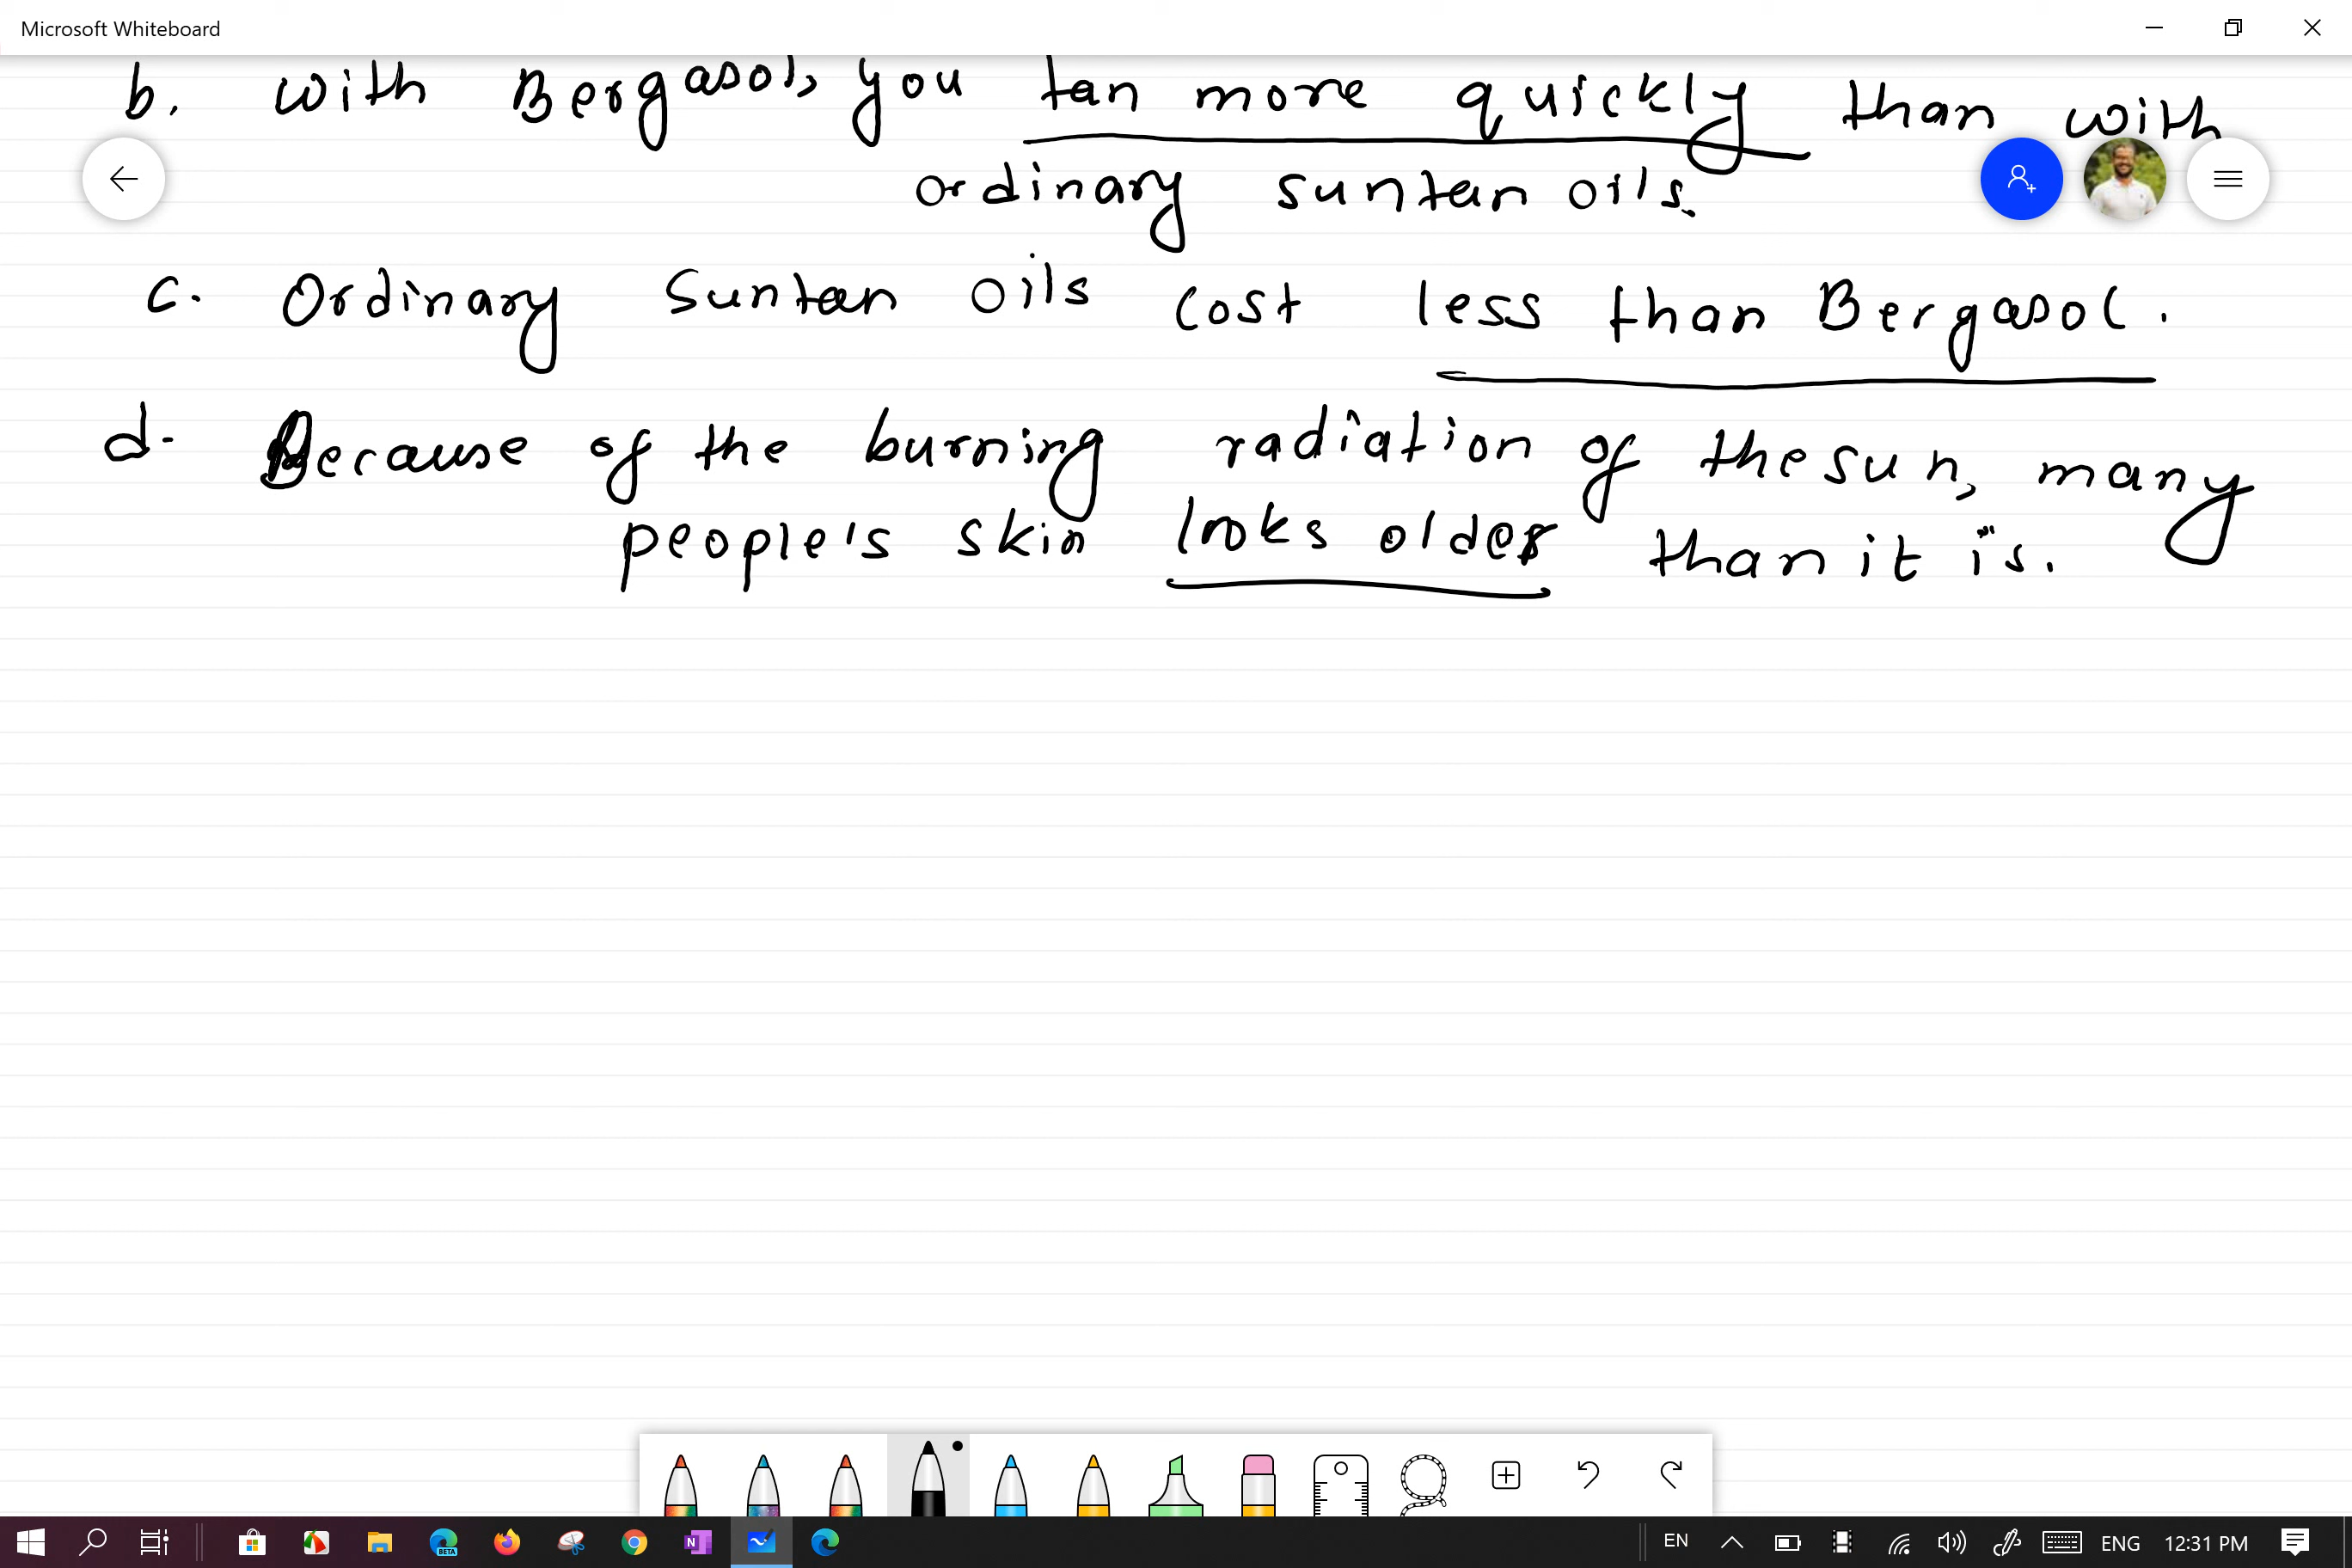 Microsoft Whiteboard
b. with Bergasol, you tan more quickly than with
ordinary suntan oils.
c. Ordinary Suntan oils cost less than Bergasol.
d. Because of the burning radiation of the sun, many
people's skin looks older than it is.
BETA
N
EN
ENG
12:31 PM